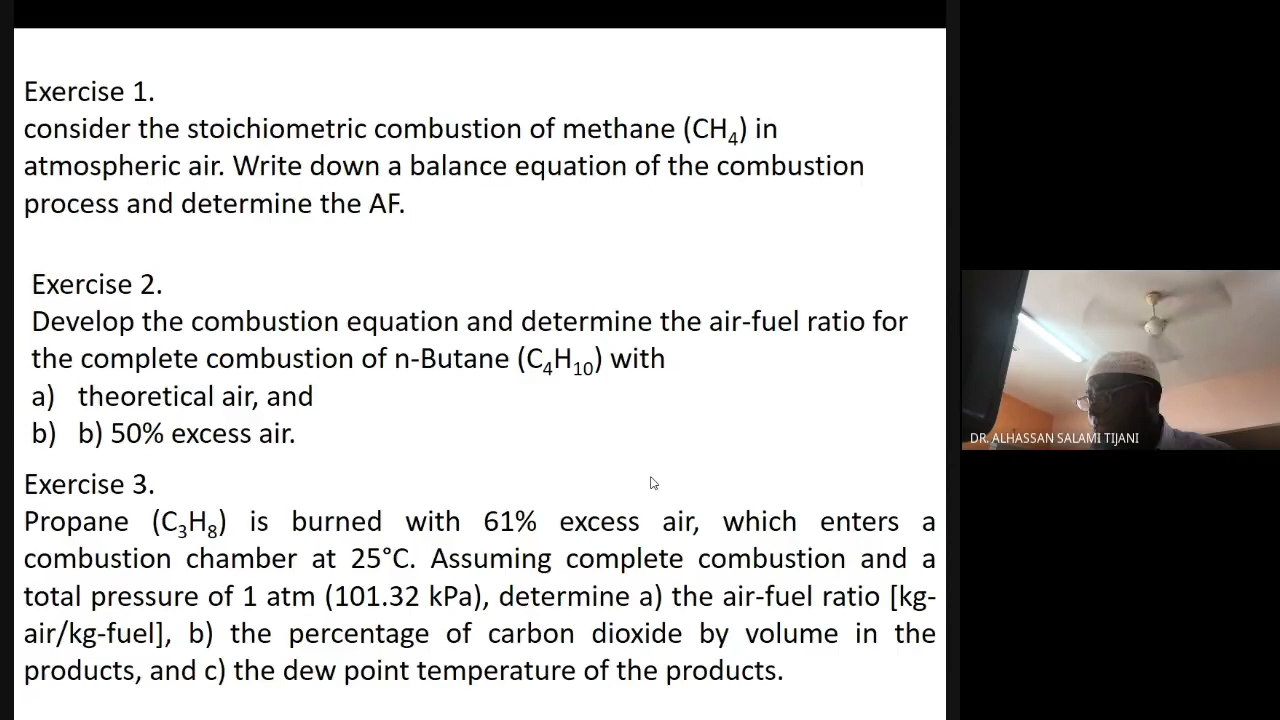 Exercise 1.
consider the stoichiometric combustion of methane (CH₄) in
atmospheric air. Write down a balance equation of the combustion
process and determine the AF.
Exercise 2.
Develop the combustion equation and determine the air-fuel ratio for
the complete combustion of n-Butane (C₄H₁₀) with
a) theoretical air, and
b) b) 50% excess air.
Exercise 3.
Propane (C₃H₈) is burned with 61% excess air, which enters a
combustion chamber at 25°C. Assuming complete combustion and a
total pressure of 1 atm (101.32 kPa), determine a) the air-fuel ratio [kg-
air/kg-fuel], b) the percentage of carbon dioxide by volume in the
products, and c) the dew point temperature of the products.
DR. ALHASSAN SALAMI TIJANI